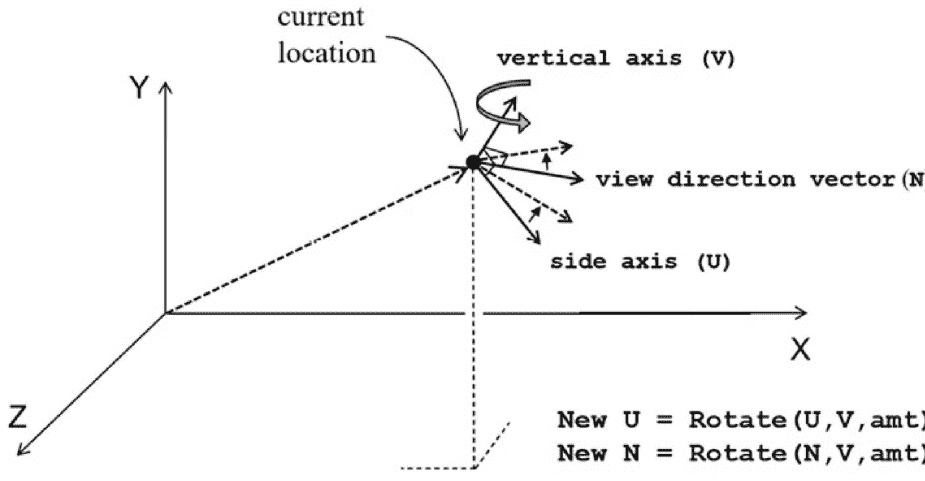 current
location
vertical axis (V)
Y
view direction vector(N
side axis (U)
X
Z
New U = Rotate(U,V,amt)
New N = Rotate(N,V,amt)